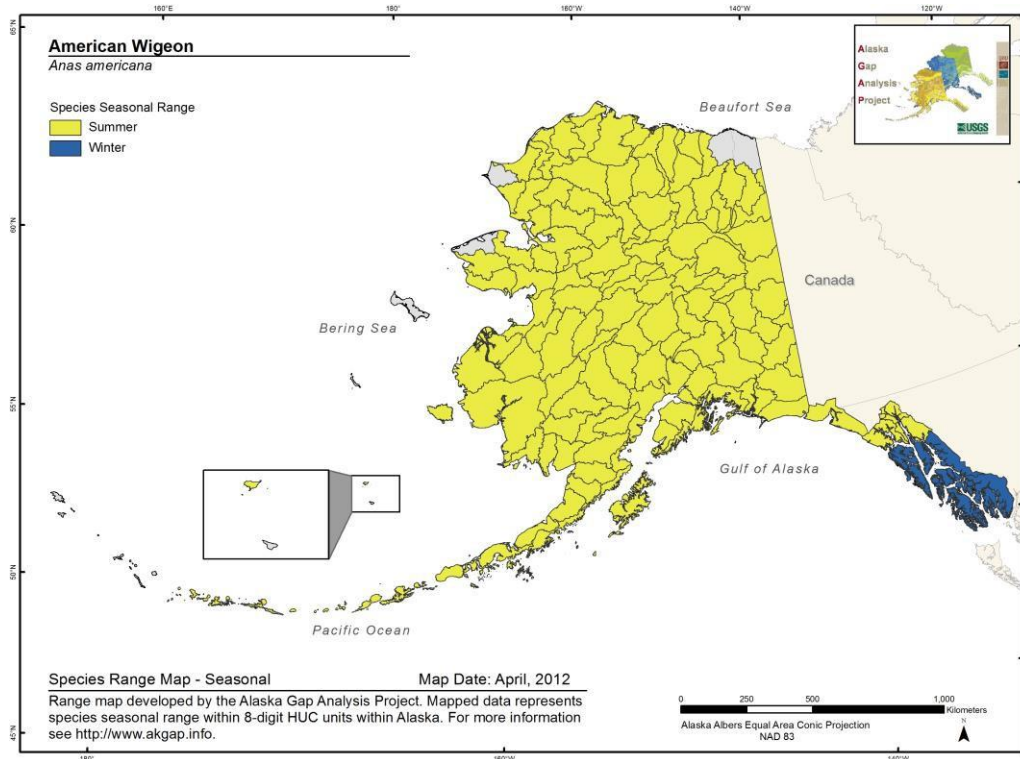 160°E
180°
160°W
140°W
120°W
65°N
60°N
55°N
50°N
45°N
American Wigeon
Anas americana
Species Seasonal Range
Summer
Winter
Beaufort Sea
Alaska
Gap
Analysis
Project
USGS
Canada
Bering Sea
Gulf of Alaska
Pacific Ocean
Species Range Map - Seasonal
Map Date: April, 2012
Range map developed by the Alaska Gap Analysis Project. Mapped data represents
species seasonal range within 8-digit HUC units within Alaska. For more information
see http://www.akgap.info.
0 250 500 1,000
Kilometers
Alaska Albers Equal Area Conic Projection
NAD 83
N
180°
160°W
140°W